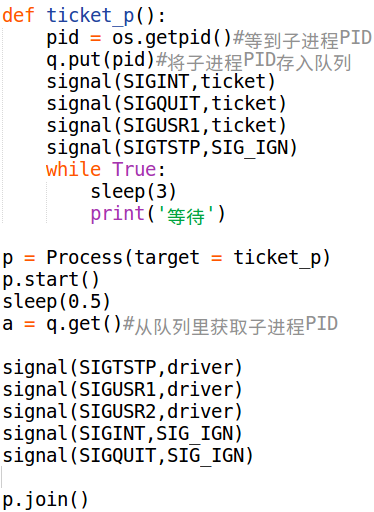 def ticket_p():
    pid = os.getpid()#等到子进程PID
    q.put(pid)#将子进程PID存入队列
    signal(SIGINT,ticket)
    signal(SIGQUIT,ticket)
    signal(SIGUSR1,ticket)
    signal(SIGTSTP,SIG_IGN)
    while True:
        sleep(3)
        print('等待')
p = Process(target = ticket_p)
p.start()
sleep(0.5)
a = q.get()#从队列里获取子进程PID
signal(SIGTSTP,driver)
signal(SIGUSR1,driver)
signal(SIGUSR2,driver)
signal(SIGINT,SIG_IGN)
signal(SIGQUIT,SIG_IGN)
p.join()